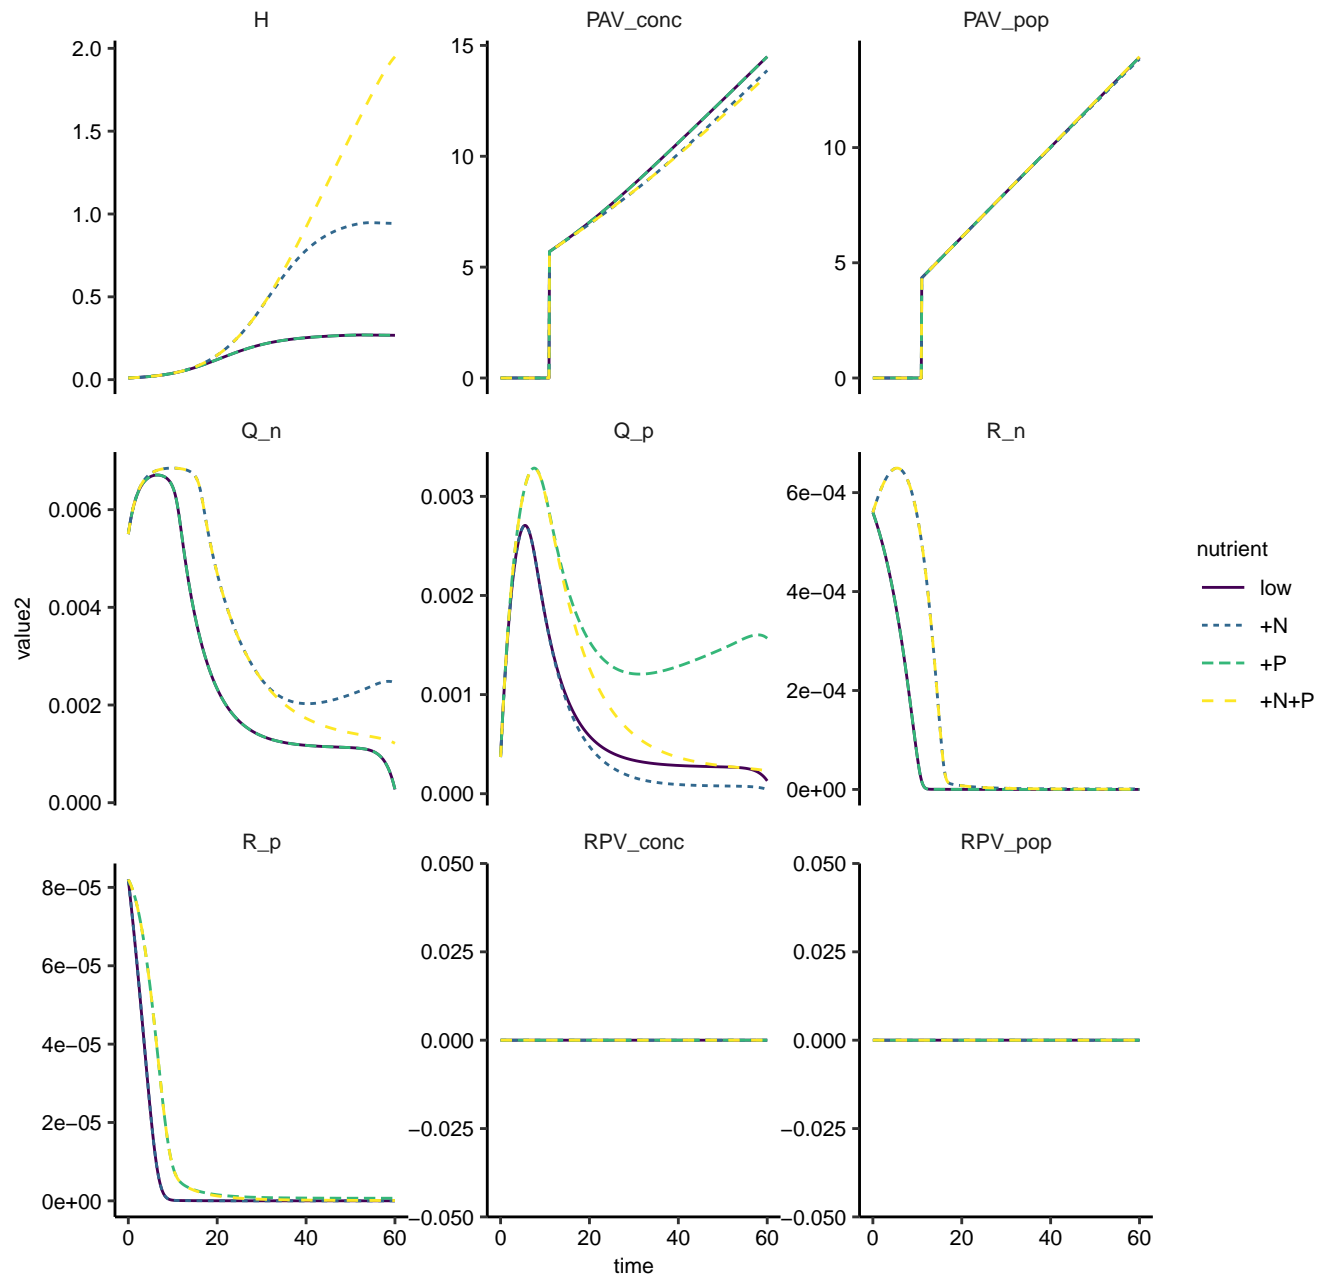 H
PAV_conc
PAV_pop
2.0
1.5
1.0
0.5
0.0
15
10
5
0
10
5
0
Q_n
Q_p
R_n
0.006
0.004
0.002
0.000
0.003
0.002
0.001
0.000
6e−04
4e−04
2e−04
0e+00
value2
nutrient
low
+N
+P
+N+P
R_p
RPV_conc
RPV_pop
8e−05
6e−05
4e−05
2e−05
0e+00
0.050
0.025
0.000
−0.025
−0.050
0.050
0.025
0.000
−0.025
−0.050
0 20 40 60
0 20 40 60
0 20 40 60
time